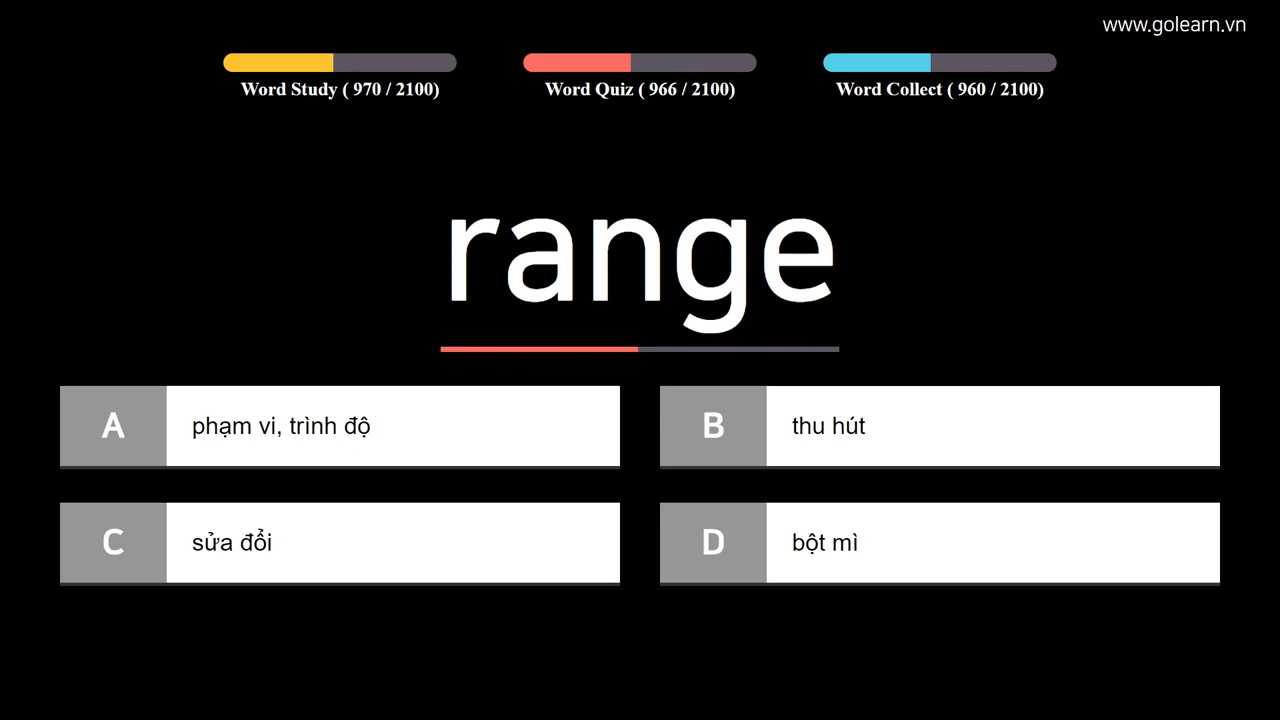 www.golearn.vn
Word Study ( 970 / 2100)
Word Quiz ( 966 / 2100)
Word Collect ( 960 / 2100)
range
A phạm vi, trình độ
B thu hút
C sửa đổi
D bột mì